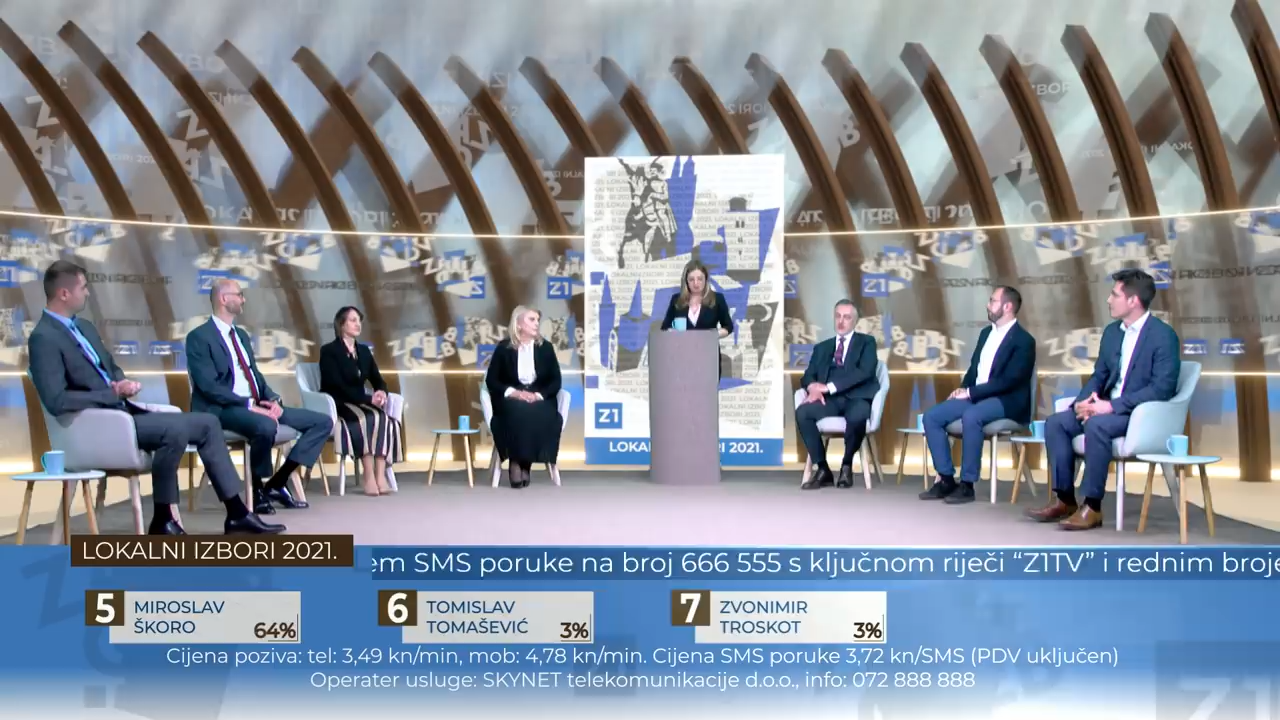 Z1
Z1
Z1
Z1
LOKALNI IZBORI 2021.
LOKALNI IZBORI 2021.
em SMS poruke na broj 666 555 s ključnom riječi “Z1TV” i rednim broje
5 MIROSLAV ŠKORO 64%
6 TOMISLAV TOMAŠEVIĆ 3%
7 ZVONIMIR TROSKOT 3%
Cijena poziva: tel: 3,49 kn/min, mob: 4,78 kn/min. Cijena SMS poruke 3,72 kn/SMS (PDV uključen)
Operater usluge: SKYNET telekomunikacije d.o.o., info: 072 888 888